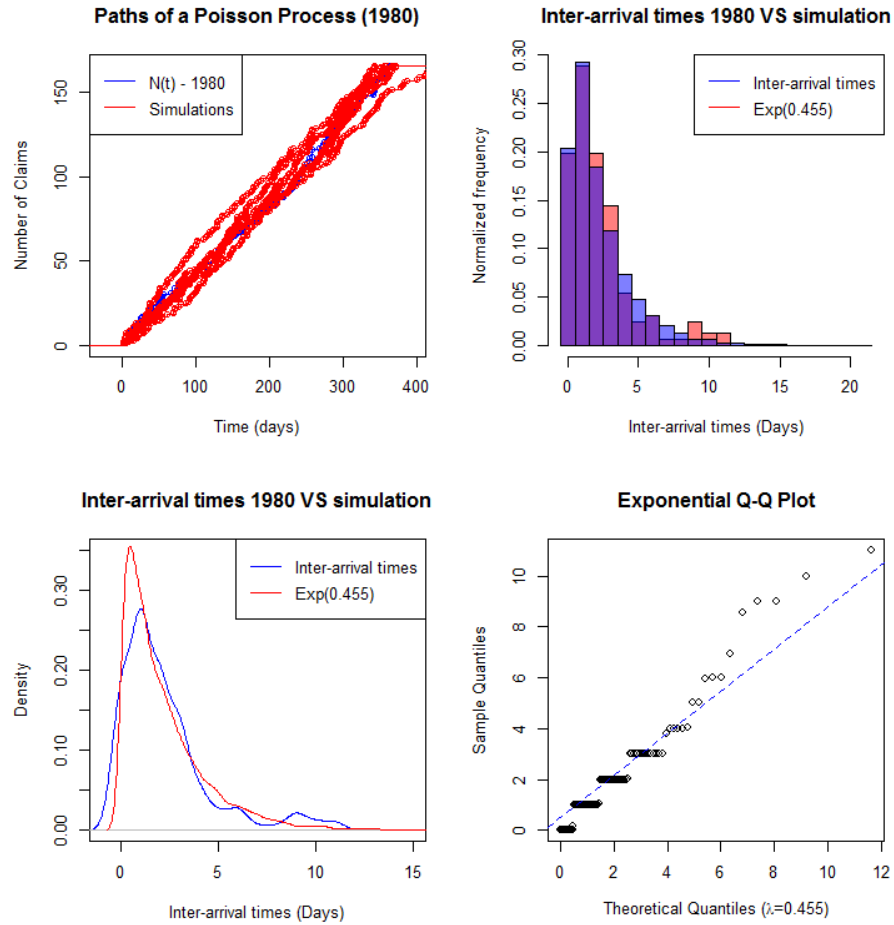 Paths of a Poisson Process (1980)
N(t) - 1980
Simulations
Number of Claims
0
50
100
150
0 100 200 300 400
Time (days)
Inter-arrival times 1980 VS simulation
Inter-arrival times
Exp(0.455)
Normalized frequency
0.00 0.05 0.10 0.15 0.20 0.25 0.30
0 5 10 15 20
Inter-arrival times (Days)
Inter-arrival times 1980 VS simulation
Inter-arrival times
Exp(0.455)
Density
0.00 0.10 0.20 0.30
0 5 10 15
Inter-arrival times (Days)
Exponential Q-Q Plot
Sample Quantiles
0 2 4 6 8 10
0 2 4 6 8 10 12
Theoretical Quantiles (λ=0.455)